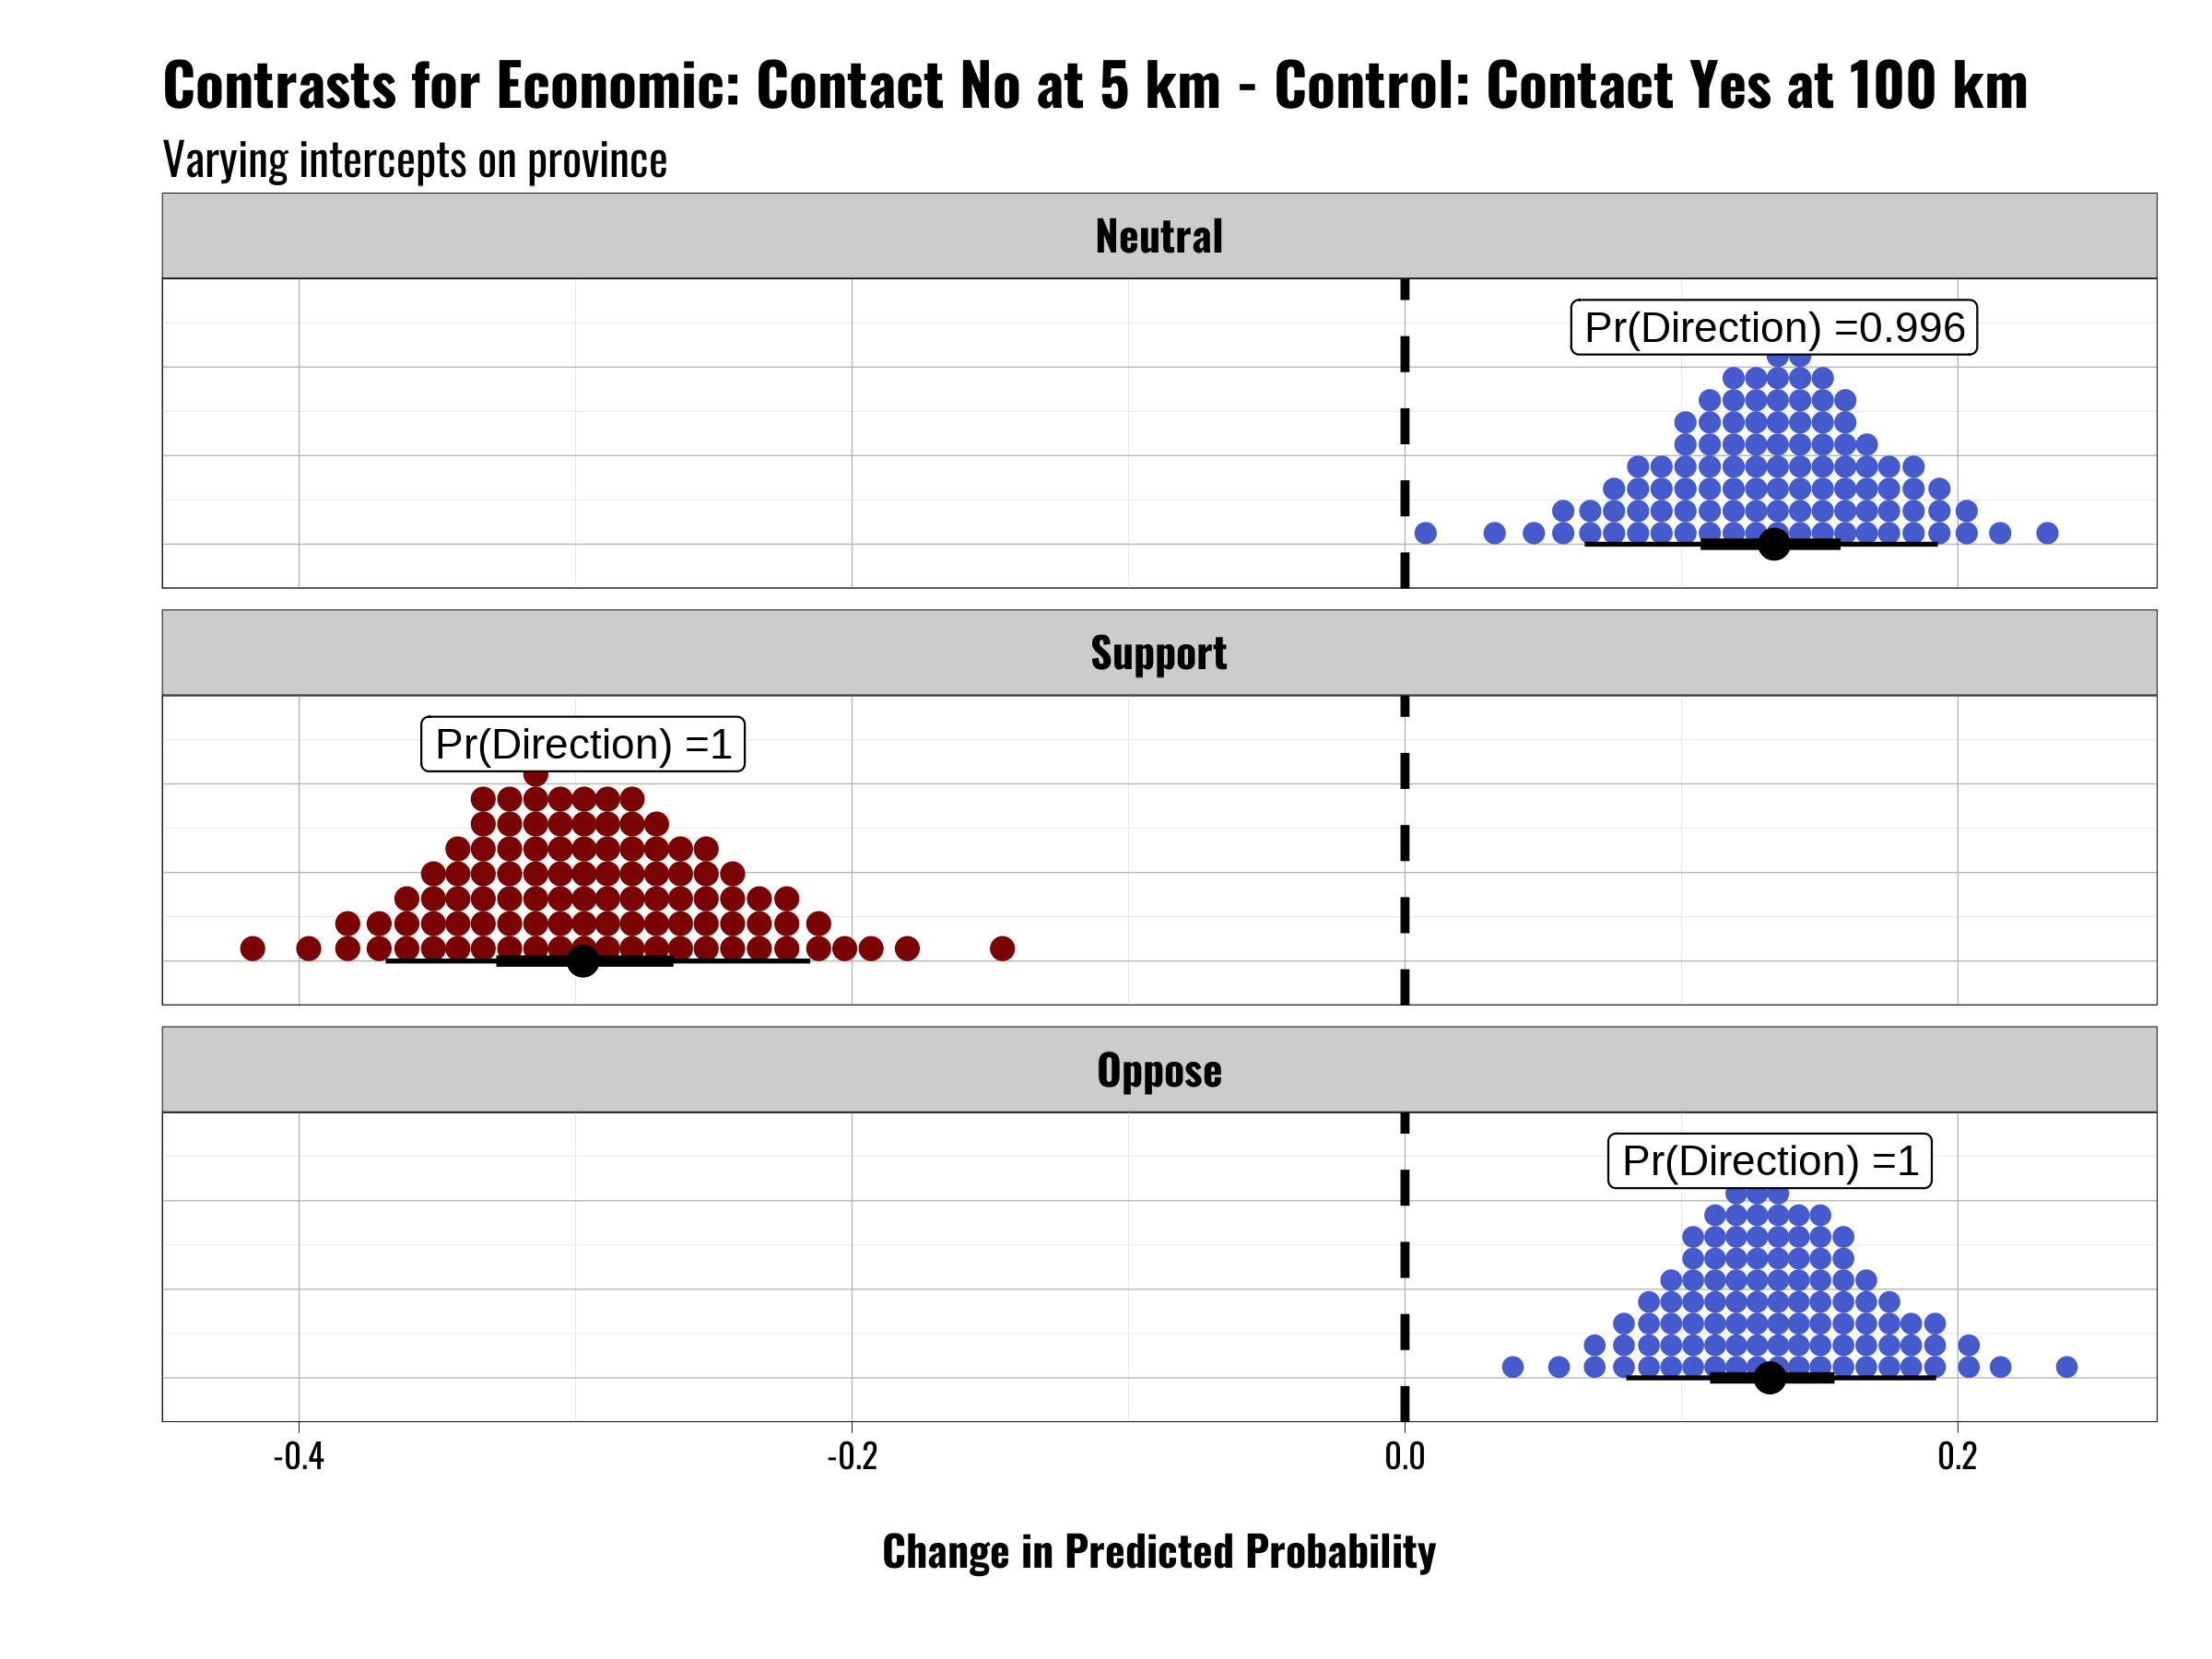 Contrasts for Economic: Contact No at 5 km - Control: Contact Yes at 100 km
Varying intercepts on province
Neutral
Pr(Direction) =0.996
Support
Pr(Direction) =1
Oppose
Pr(Direction) =1
-0.4 -0.2 0.0 0.2
Change in Predicted Probability